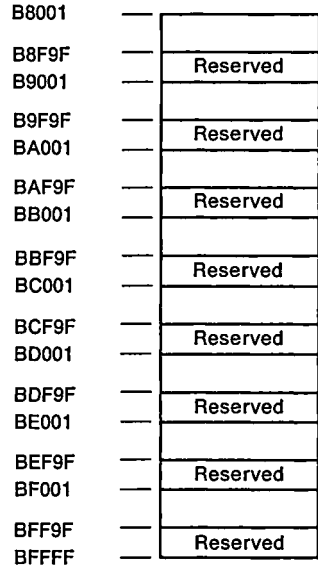 B8001
B8F9F
Reserved
B9001
B9F9F
Reserved
BA001
BAF9F
Reserved
BB001
BBF9F
Reserved
BC001
BCF9F
Reserved
BD001
BDF9F
Reserved
BE001
BEF9F
Reserved
BF001
BFF9F
Reserved
BFFFF